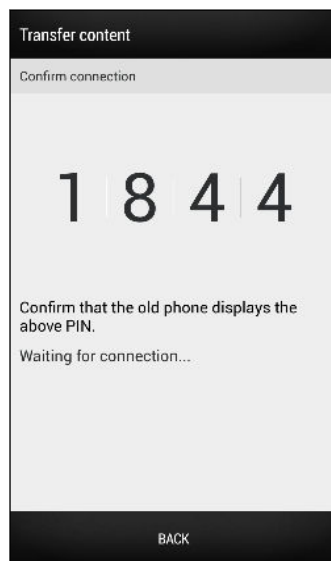 Transfer content
Confirm connection
1 8 4 4
Confirm that the old phone displays the
above PIN.
Waiting for connection...
BACK